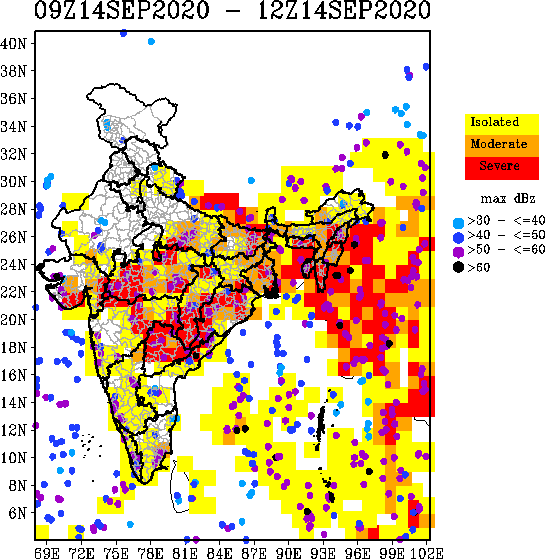 09Z14SEP2020 - 12Z14SEP2020
40N
38N
36N
34N
32N
30N
28N
26N
24N
22N
20N
18N
16N
14N
12N
10N
8N
6N
69E 72E 75E 78E 81E 84E 87E 90E 93E 96E 99E 102E
Isolated
Moderate
Severe
max dBz
>30 - <=40
>40 - <=50
>50 - <=60
>60